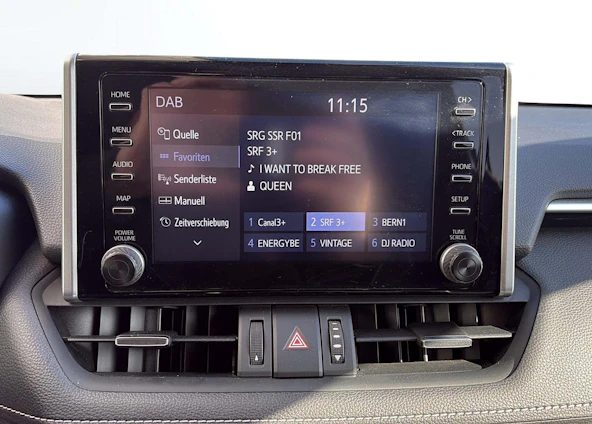 HOME
MENU
AUDIO
MAP
POWER
VOLUME
DAB
11:15
Quelle
Favoriten
Senderliste
Manuell
Zeitverschiebung
SRG SSR F01
SRF 3+
I WANT TO BREAK FREE
QUEEN
1 Canal3+
2 SRF 3+
3 BERN1
4 ENERGYBE
5 VINTAGE
6 DJ RADIO
CH >
< TRACK
PHONE
SETUP
TUNE
SCROLL